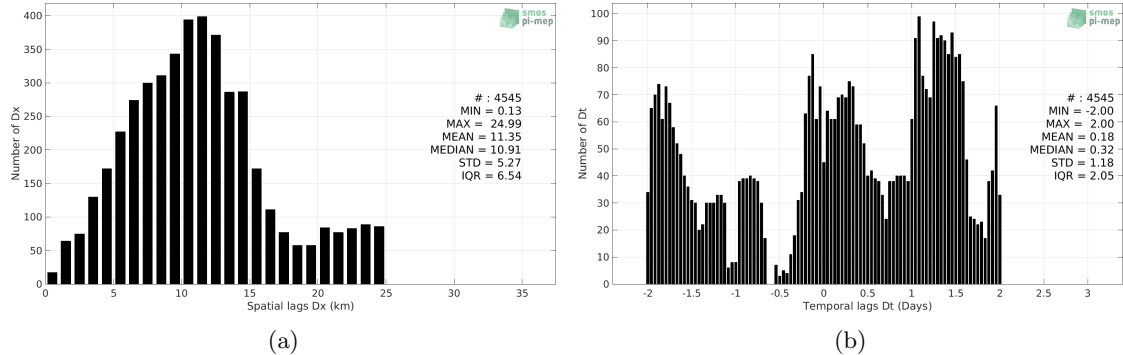 smos
pi-mep
400
350
300
250
200
150
100
50
0
Number of Dx
# : 4545
MIN = 0.13
MAX = 24.99
MEAN = 11.35
MEDIAN = 10.91
STD = 5.27
IQR = 6.54
0 5 10 15 20 25 30 35
Spatial lags Dx (km)
(a)
smos
pi-mep
100
90
80
70
60
50
40
30
20
10
0
Number of Dt
# : 4545
MIN = -2.00
MAX = 2.00
MEAN = 0.18
MEDIAN = 0.32
STD = 1.18
IQR = 2.05
-2 -1.5 -1 -0.5 0 0.5 1 1.5 2 2.5 3
Temporal lags Dt (Days)
(b)